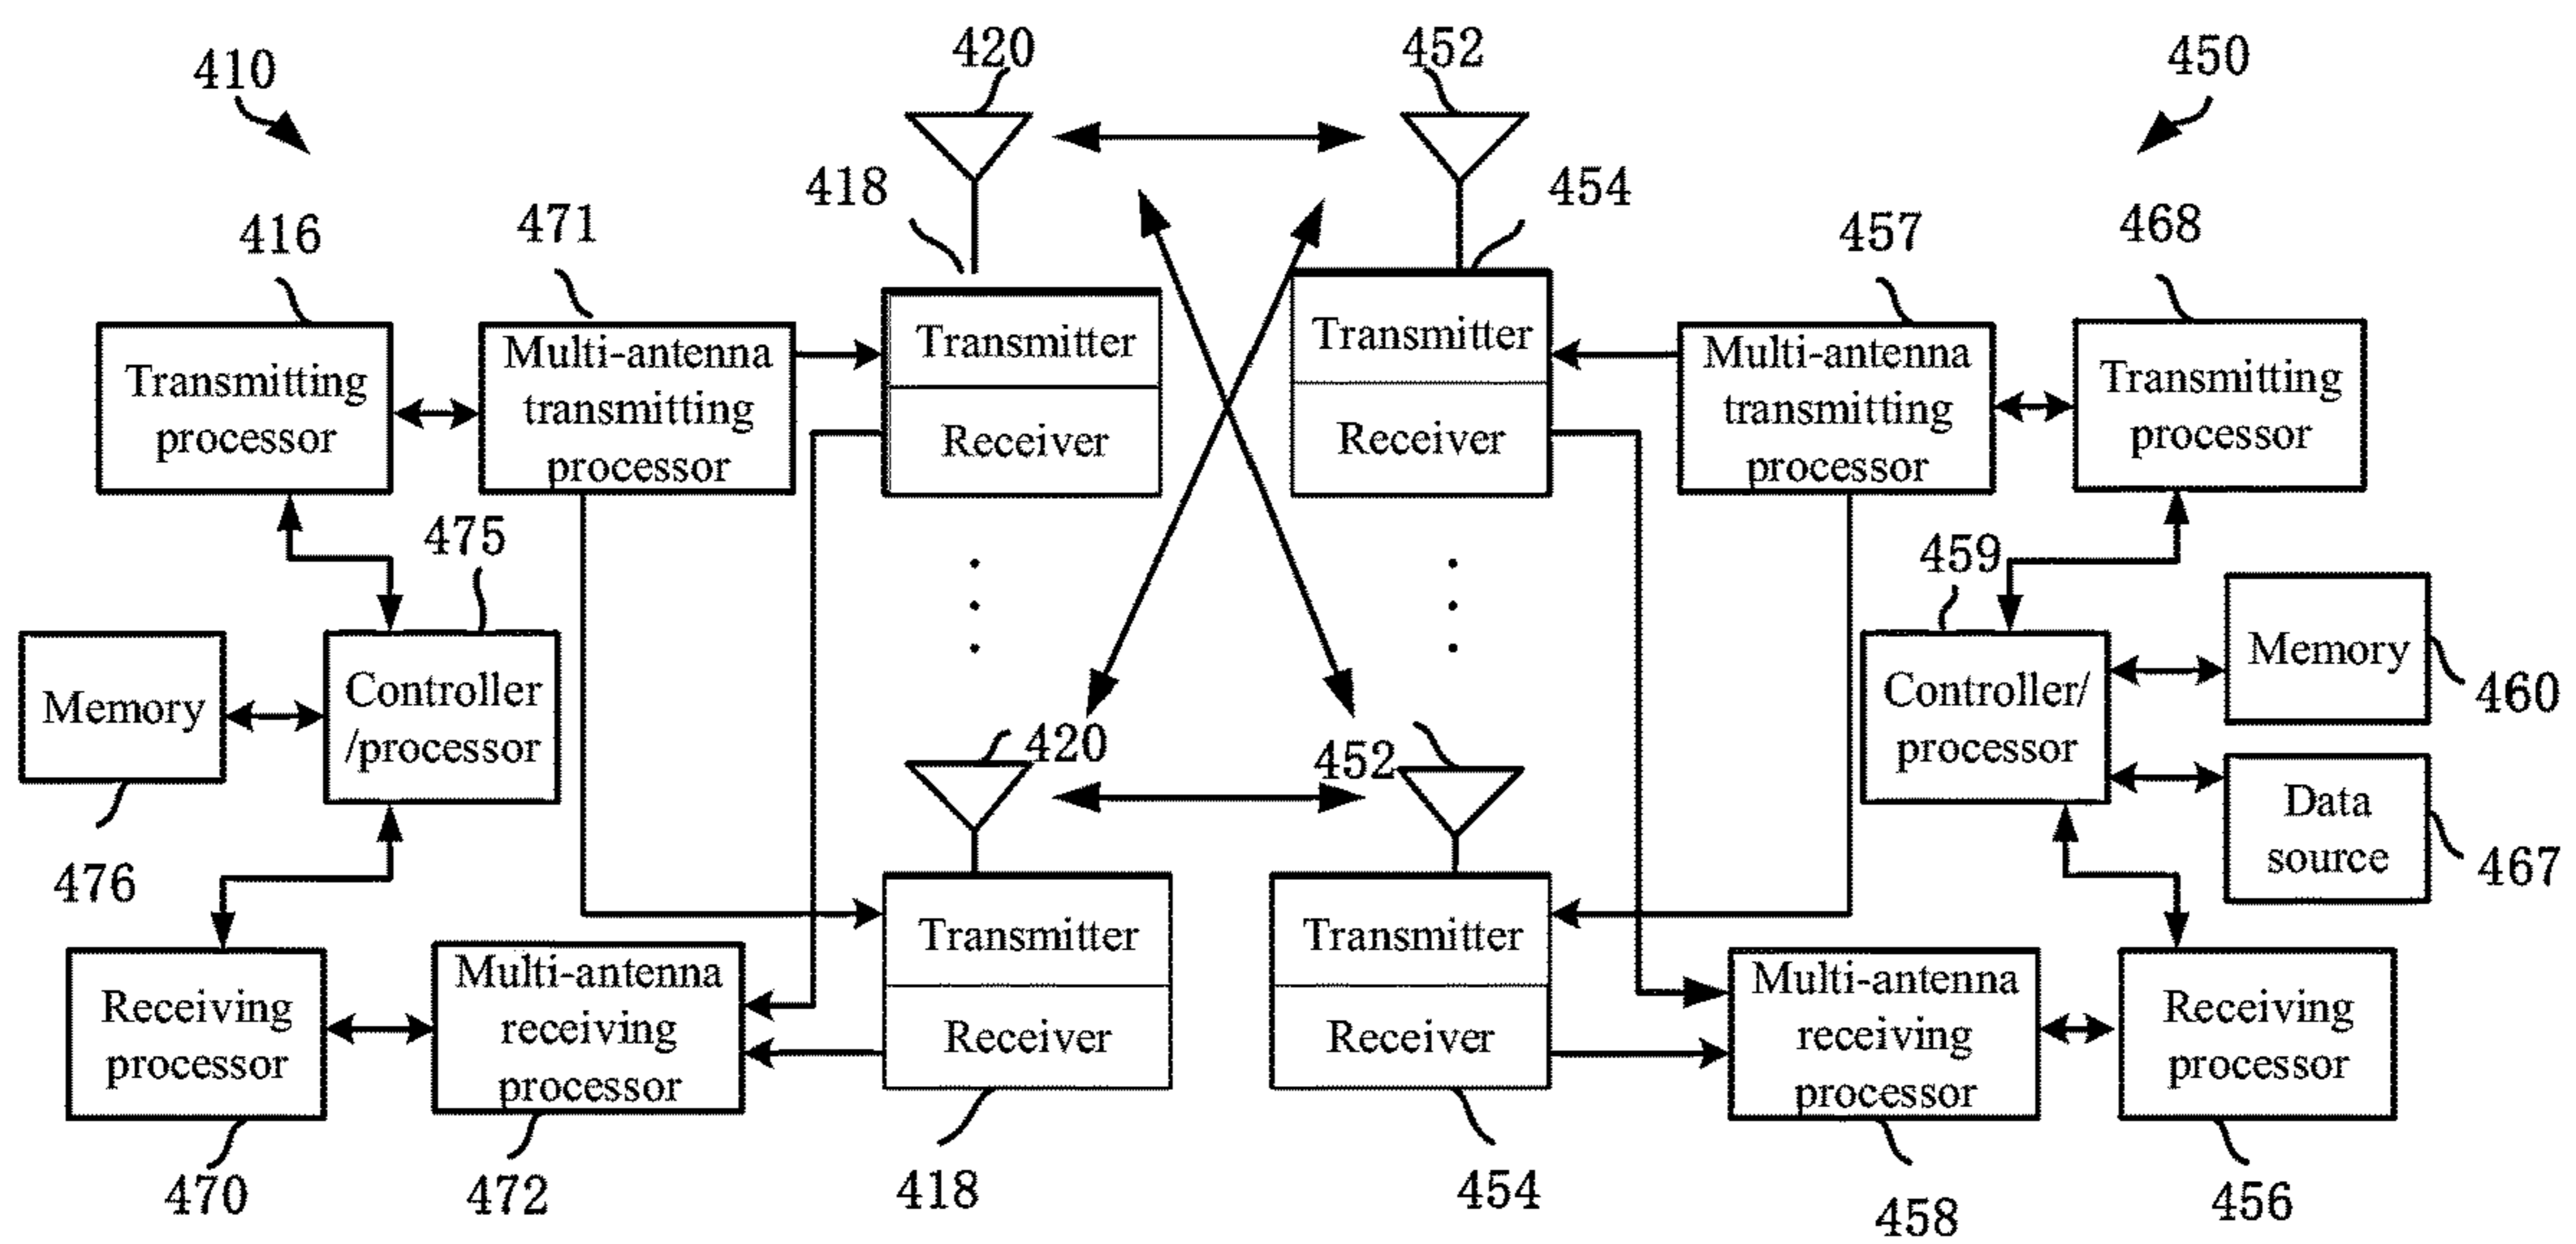 420
452
410
450
418
454
416
471
457
468
Transmitting
processor
Multi-antenna
transmitting
processor
Transmitter
Receiver
Transmitter
Receiver
Multi-antenna
transmitting
processor
Transmitting
processor
475
459
Memory
Controller
/processor
Controller/
processor
Memory
460
420
452
Data
source
467
476
Receiving
processor
Multi-antenna
receiving
processor
Transmitter
Receiver
Transmitter
Receiver
Multi-antenna
receiving
processor
Receiving
processor
470
472
418
454
458
456